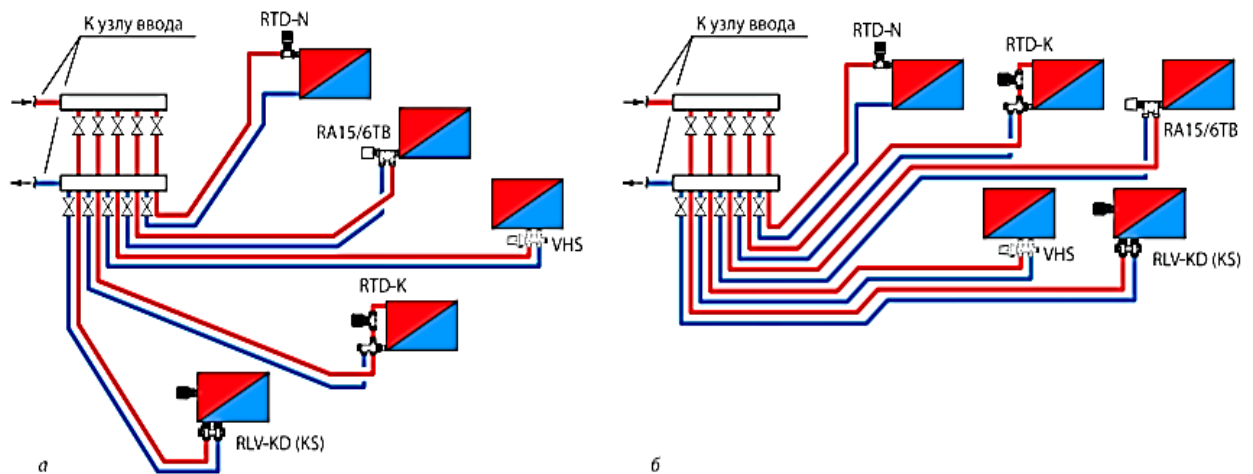 К узлу ввода
RTD-N
RA15/6TB
VHS
RTD-K
RLV-KD (KS)
а
К узлу ввода
RTD-N
RTD-K
RA15/6TB
VHS
RLV-KD (KS)
б